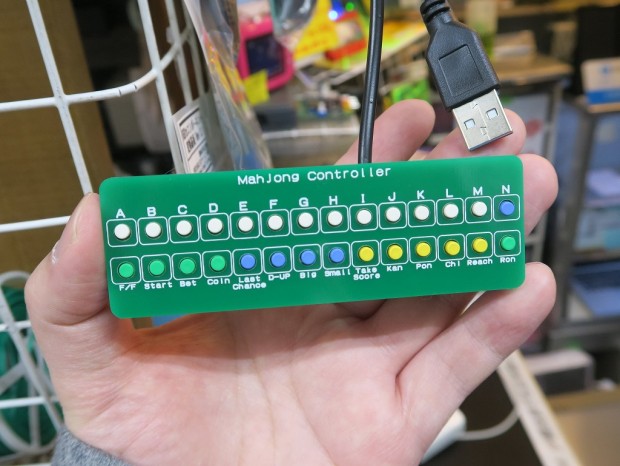 MahJong Controller
A B C D E F G H I J K L M N
F/F Start Bet Coin Last Chance D-UP Big Small Take Score Kan Pon Chi Reach Ron